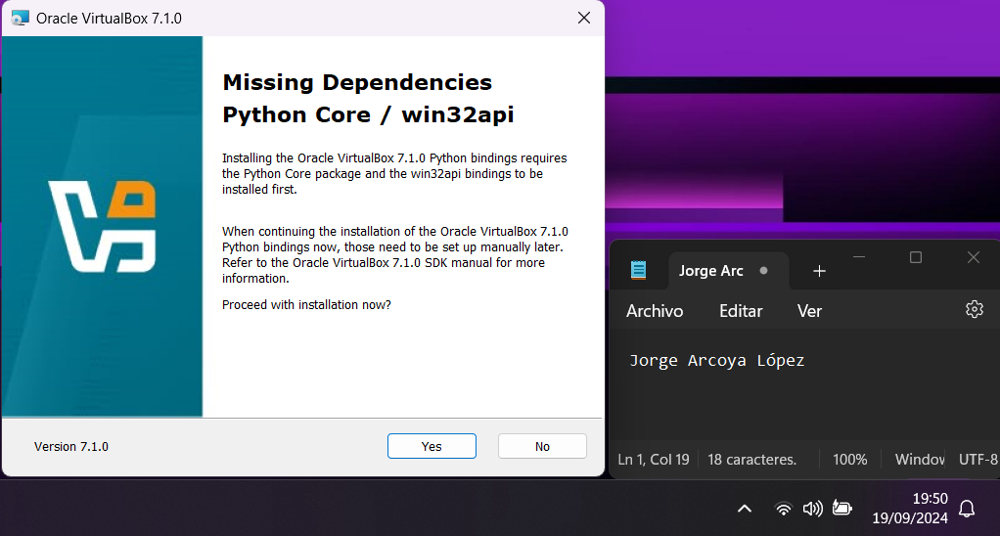 Oracle VirtualBox 7.1.0
Missing Dependencies
Python Core / win32api
Installing the Oracle VirtualBox 7.1.0 Python bindings requires
the Python Core package and the win32api bindings to be
installed first.
When continuing the installation of the Oracle VirtualBox 7.1.0
Python bindings now, those need to be set up manually later.
Refer to the Oracle VirtualBox 7.1.0 SDK manual for more
information.
Proceed with installation now?
Version 7.1.0
Yes
No
Jorge Arc
Archivo Editar Ver
Jorge Arcoya López
Ln 1, Col 19 18 caracteres. 100% Window UTF-8
19:50
19/09/2024